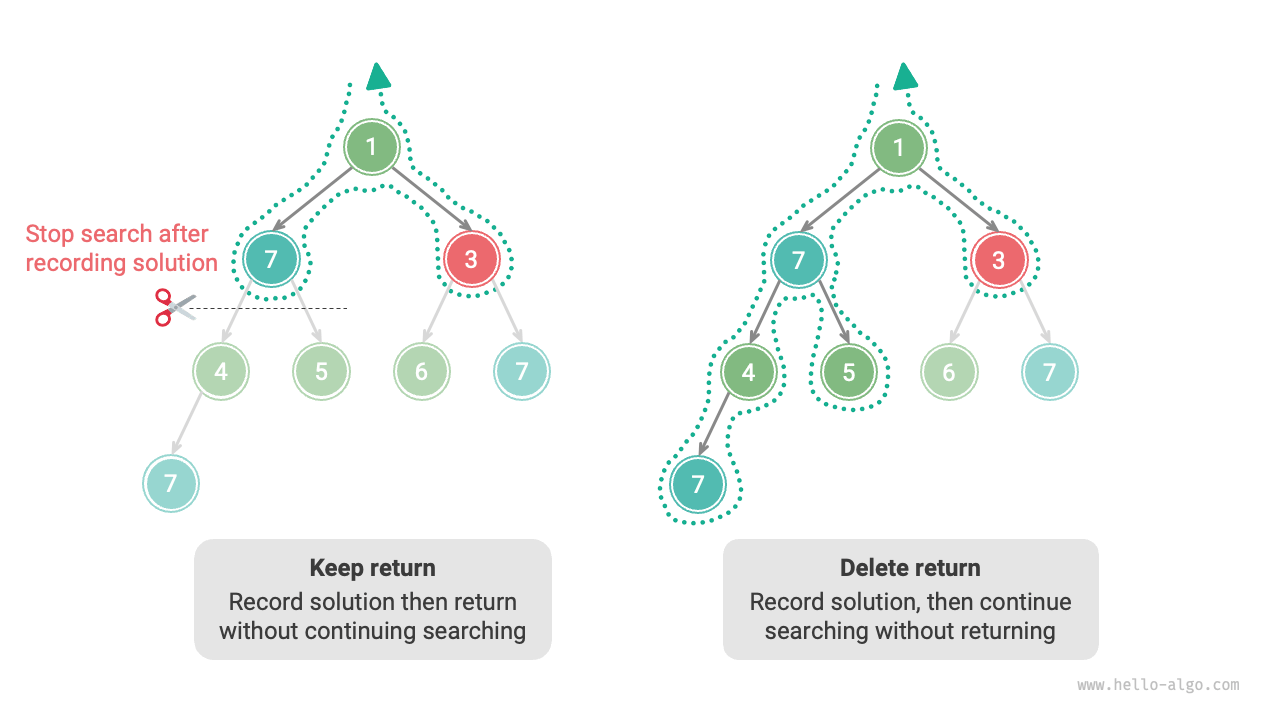 1
1
Stop search after
recording solution
7
3
7
3
4
5
6
7
4
5
6
7
7
7
Keep return
Record solution then return
without continuing searching
Delete return
Record solution, then continue
searching without returning
www.hello-algo.com